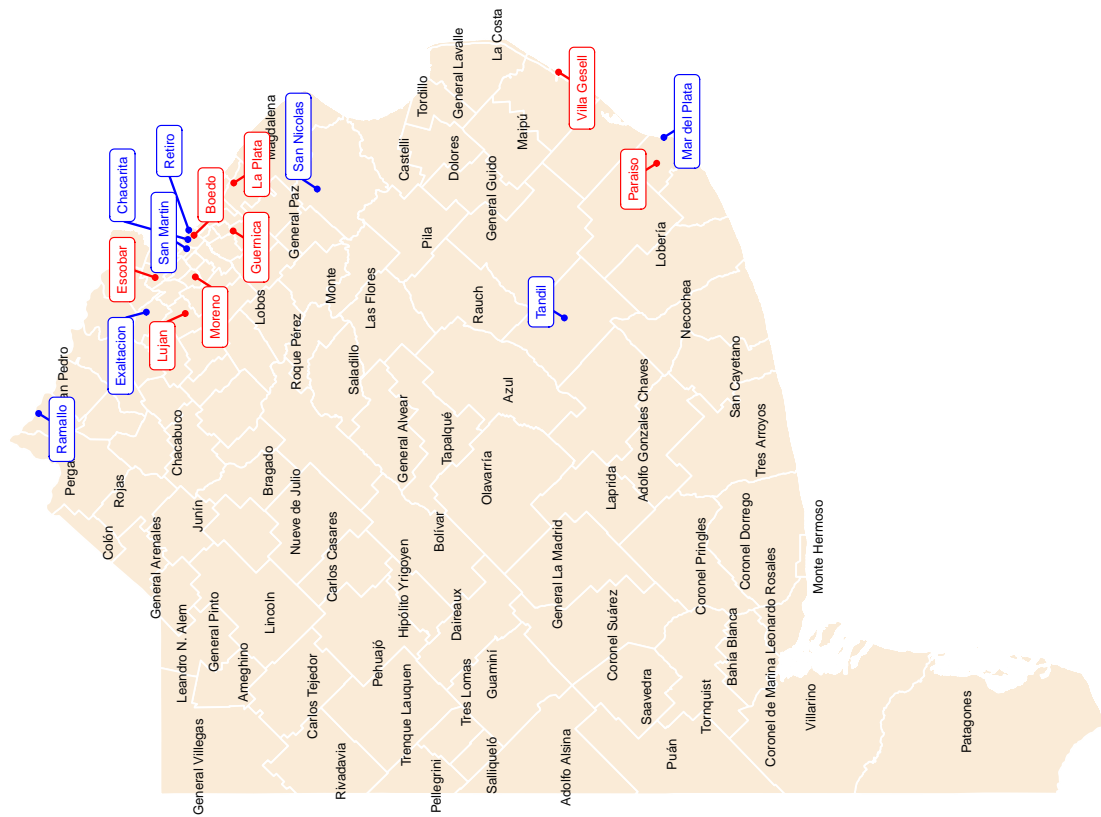 La Costa
General Lavalle
Tordillo
Magdalena
Villa Gesell
Mar del Plata
San Nicolas
Maipú
Dolores
Castelli
La Plata
Retiro
Chacarita
Boedo
Paraiso
General Guido
General Paz
San Martin
Pila
Guernica
Lobería
Escobar
Monte
Las Flores
Lobos
Rauch
Tandil
Moreno
Necochea
Lujan
Exaltacion
Roque Pérez
Saladillo
an Pedro
Azul
San Cayetano
Ramallo
Adolfo Gonzales Chaves
Chacabuco
General Alvear
Tapalqué
Tres Arroyos
Perga
Bragado
Rojas
Olavarría
Laprida
Junín
Nueve de Julio
Bolívar
Colón
Coronel Dorrego
Carlos Casares
General Arenales
General La Madrid
Coronel Pringles
Monte Hermoso
Hipólito Yrigoyen
Lincoln
Daireaux
General Pinto
Coronel Suárez
Leandro N. Alem
Bahía Blanca
Coronel de Marina Leonardo Rosales
Pehuajó
Ameghino
Guaminí
Tres Lomas
Saavedra
Carlos Tejedor
Trenque Lauquen
Tornquist
Villarino
Patagones
General Villegas
Puán
Rivadavia
Salliqueló
Adolfo Alsina
Pellegrini